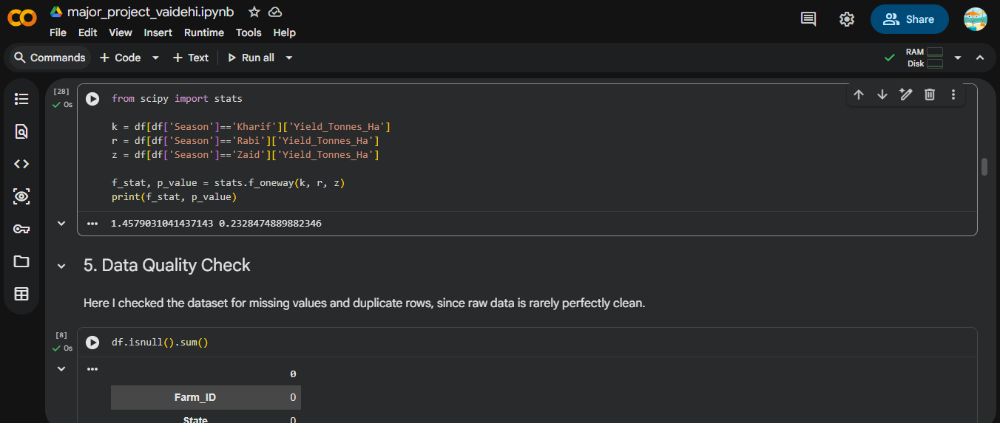 major_project_vaidehi.ipynb
File Edit View Insert Runtime Tools Help
Share
Commands + Code + Text Run all
RAM
Disk
[28]
0s
from scipy import stats
k = df[df['Season']=='Kharif']['Yield_Tonnes_Ha']
r = df[df['Season']=='Rabi']['Yield_Tonnes_Ha']
z = df[df['Season']=='Zaid']['Yield_Tonnes_Ha']
f_stat, p_value = stats.f_oneway(k, r, z)
print(f_stat, p_value)
1.4579031041437143 0.2328474889882346
5. Data Quality Check
Here I checked the dataset for missing values and duplicate rows, since raw data is rarely perfectly clean.
[8]
0s
df.isnull().sum()
0
Farm_ID 0
State 0